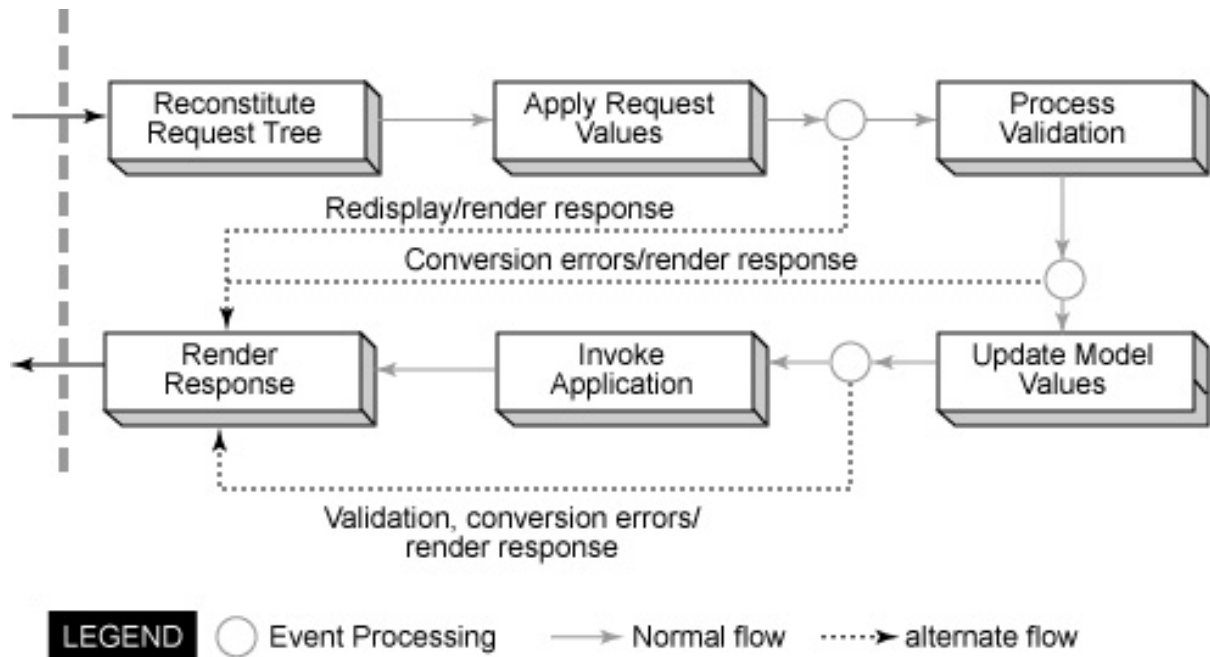 Reconstitute
Request Tree
Apply Request
Values
Process
Validation
Redisplay/render response
Conversion errors/render response
Render
Response
Invoke
Application
Update Model
Values
Validation, conversion errors/
render response
LEGEND
Event Processing
Normal flow
alternate flow